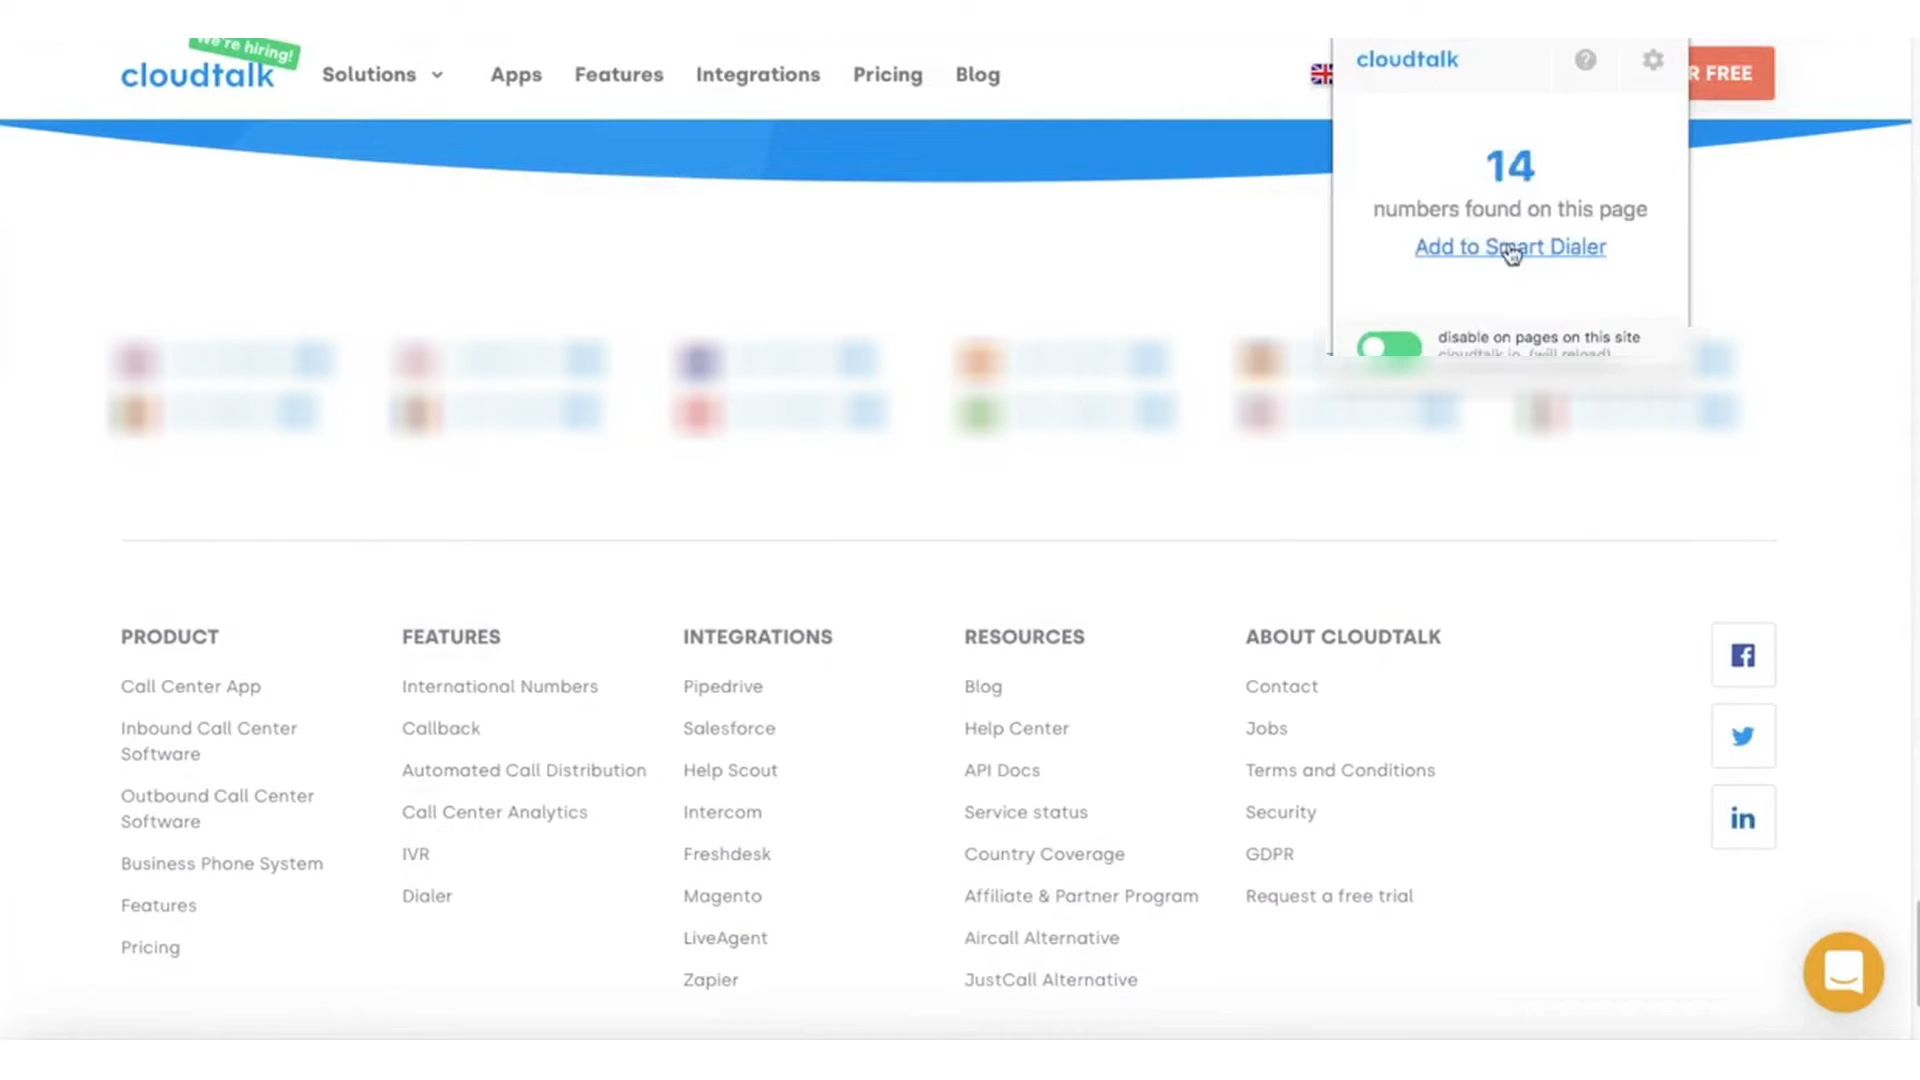 We're hiring!
cloudtalk
Solutions
Apps
Features
Integrations
Pricing
Blog
R FREE
cloudtalk
14
numbers found on this page
Add to Smart Dialer
disable on pages on this site
cloudtalk.io (will reload)
PRODUCT
Call Center App
Inbound Call Center
Software
Outbound Call Center
Software
Business Phone System
Features
Pricing
FEATURES
International Numbers
Callback
Automated Call Distribution
Call Center Analytics
IVR
Dialer
INTEGRATIONS
Pipedrive
Salesforce
Help Scout
Intercom
Freshdesk
Magento
LiveAgent
Zapier
RESOURCES
Blog
Help Center
API Docs
Service status
Country Coverage
Affiliate & Partner Program
Aircall Alternative
JustCall Alternative
ABOUT CLOUDTALK
Contact
Jobs
Terms and Conditions
Security
GDPR
Request a free trial